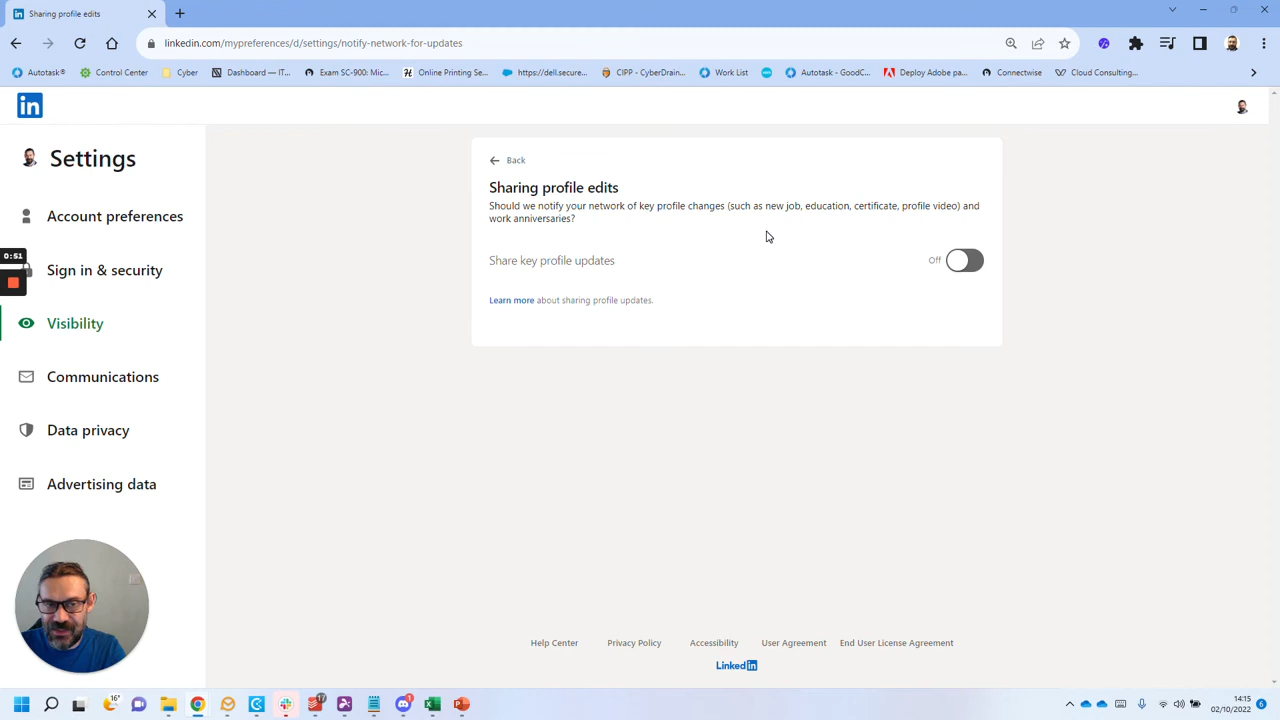 Sharing profile edits
linkedin.com/mypreferences/d/settings/notify-network-for-updates
Autotask®
Control Center
Cyber
Dashboard — IT...
Exam SC-900: Mic...
Online Printing Se...
https://dell.secure...
CIPP - CyberDrain...
Work List
Autotask - GoodC...
Deploy Adobe pa...
Connectwise
Cloud Consulting...
in
Settings
Account preferences
0:51
Sign in & security
Visibility
Communications
Data privacy
Advertising data
Back
Sharing profile edits
Should we notify your network of key profile changes (such as new job, education, certificate, profile video) and
work anniversaries?
Share key profile updates
Off
Learn more about sharing profile updates.
Help Center
Privacy Policy
Accessibility
User Agreement
End User License Agreement
Linkedin
16°
17
1
14:15
02/10/2022
6